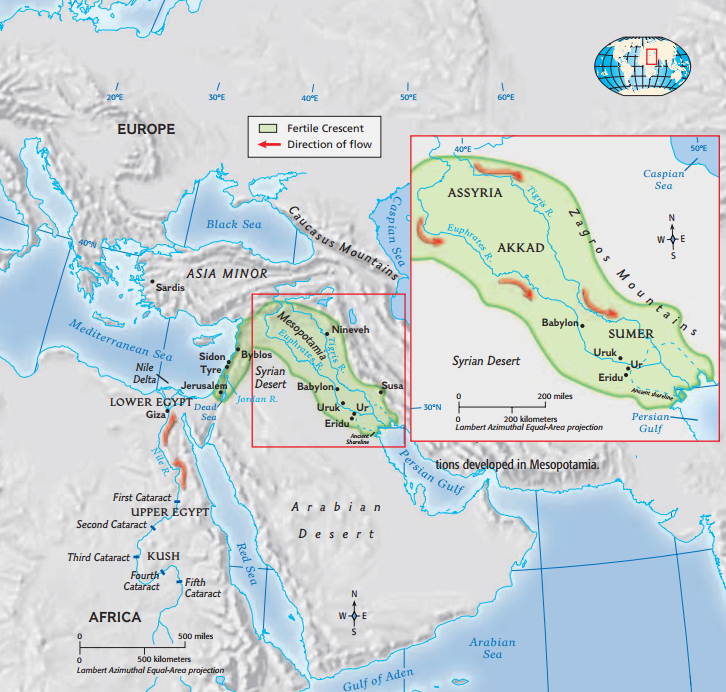 20°E
30°E
40°E
50°E
60°E
EUROPE
Fertile Crescent
Direction of flow
40°E
50°E
Caspian
Sea
ASSYRIA
Tigris R.
Zagros Mountains
N
W E
S
Euphrates R.
AKKAD
Babylon
SUMER
Uruk
Ur
Eridu
Syrian Desert
Ancient shoreline
0 200 miles
0 200 kilometers
Lambert Azimuthal Equal-Area projection
Persian
Gulf
Black Sea
Caucasus Mountains
Caspian Sea
40°N
ASIA MINOR
Sardis
Mediterranean Sea
Mesopotamia
Nineveh
Euphrates R.
Tigris R.
Byblos
Sidon
Tyre
Nile
Delta
Syrian
Desert
Jerusalem
Babylon
Susa
LOWER EGYPT
Giza
Dead
Sea
Jordan R.
Uruk
Ur
Eridu
30°N
Ancient
Shoreline
Nile R.
Persian Gulf
tions developed in Mesopotamia.
First Cataract
UPPER EGYPT
Arabian
Desert
Second Cataract
Third Cataract
KUSH
Fourth
Cataract
Fifth
Cataract
Red Sea
AFRICA
N
W E
S
0 500 miles
0 500 kilometers
Lambert Azimuthal Equal-Area projection
Arabian
Sea
Gulf of Aden